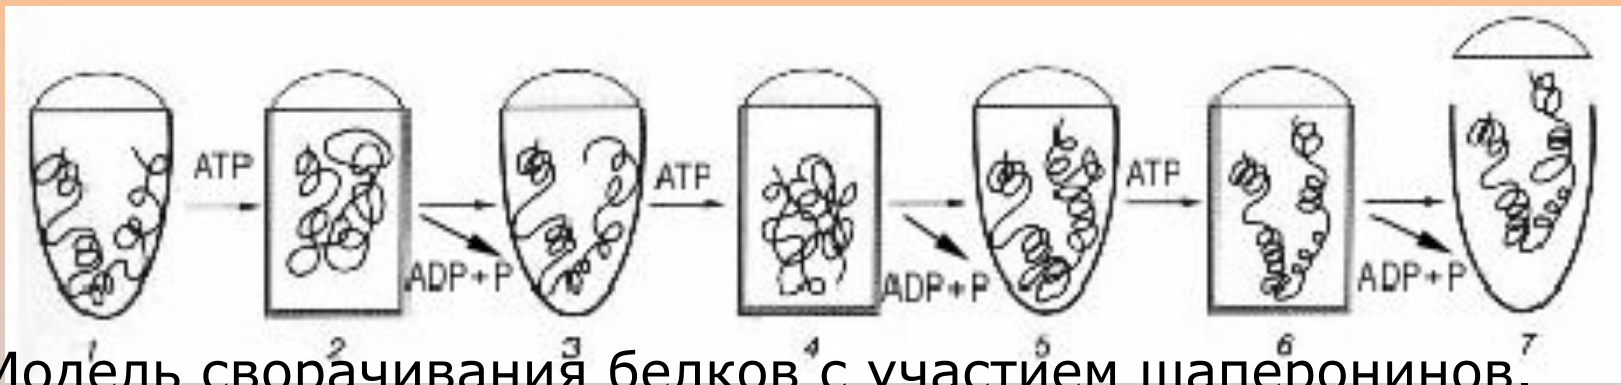 ATP
ADP+P
ATP
ADP+P
ATP
ADP+P
1 2 3 4 5 6 7
Модель сворачивания белков с участием шаперонинов.